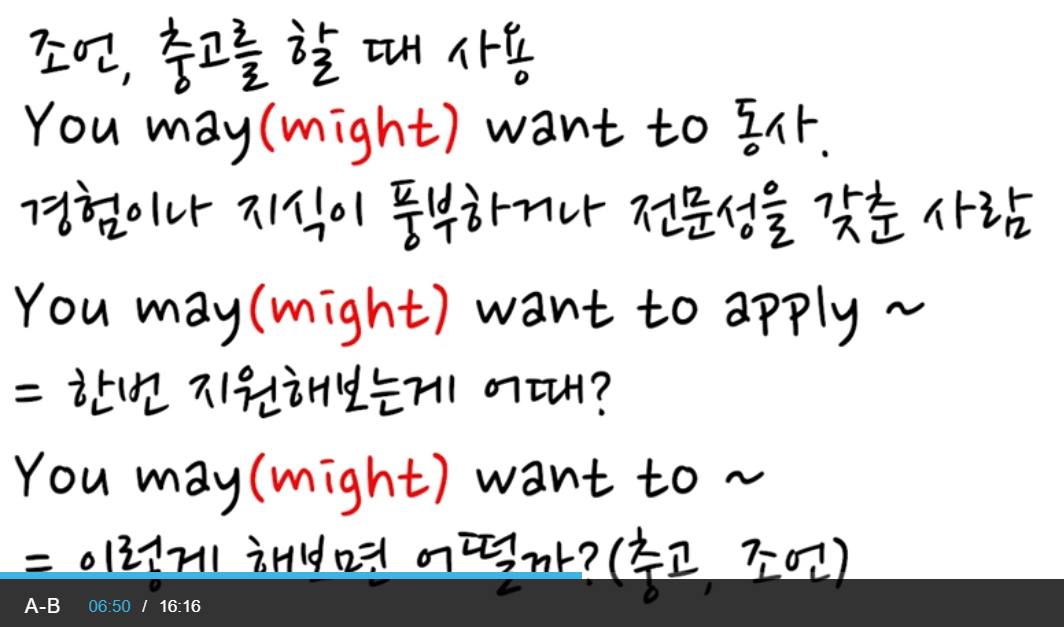 조언, 충고를 할 때 사용
You may(might) want to 동사.
경험이나 지식이 풍부하거나 전문성을 갖춘 사람
You may(might) want to apply ~
= 한번 지원해보는게 어때?
You may(might) want to ~
= 이렇게 해보면 어떨까?(충고, 조언)
A-B 06:50 / 16:16